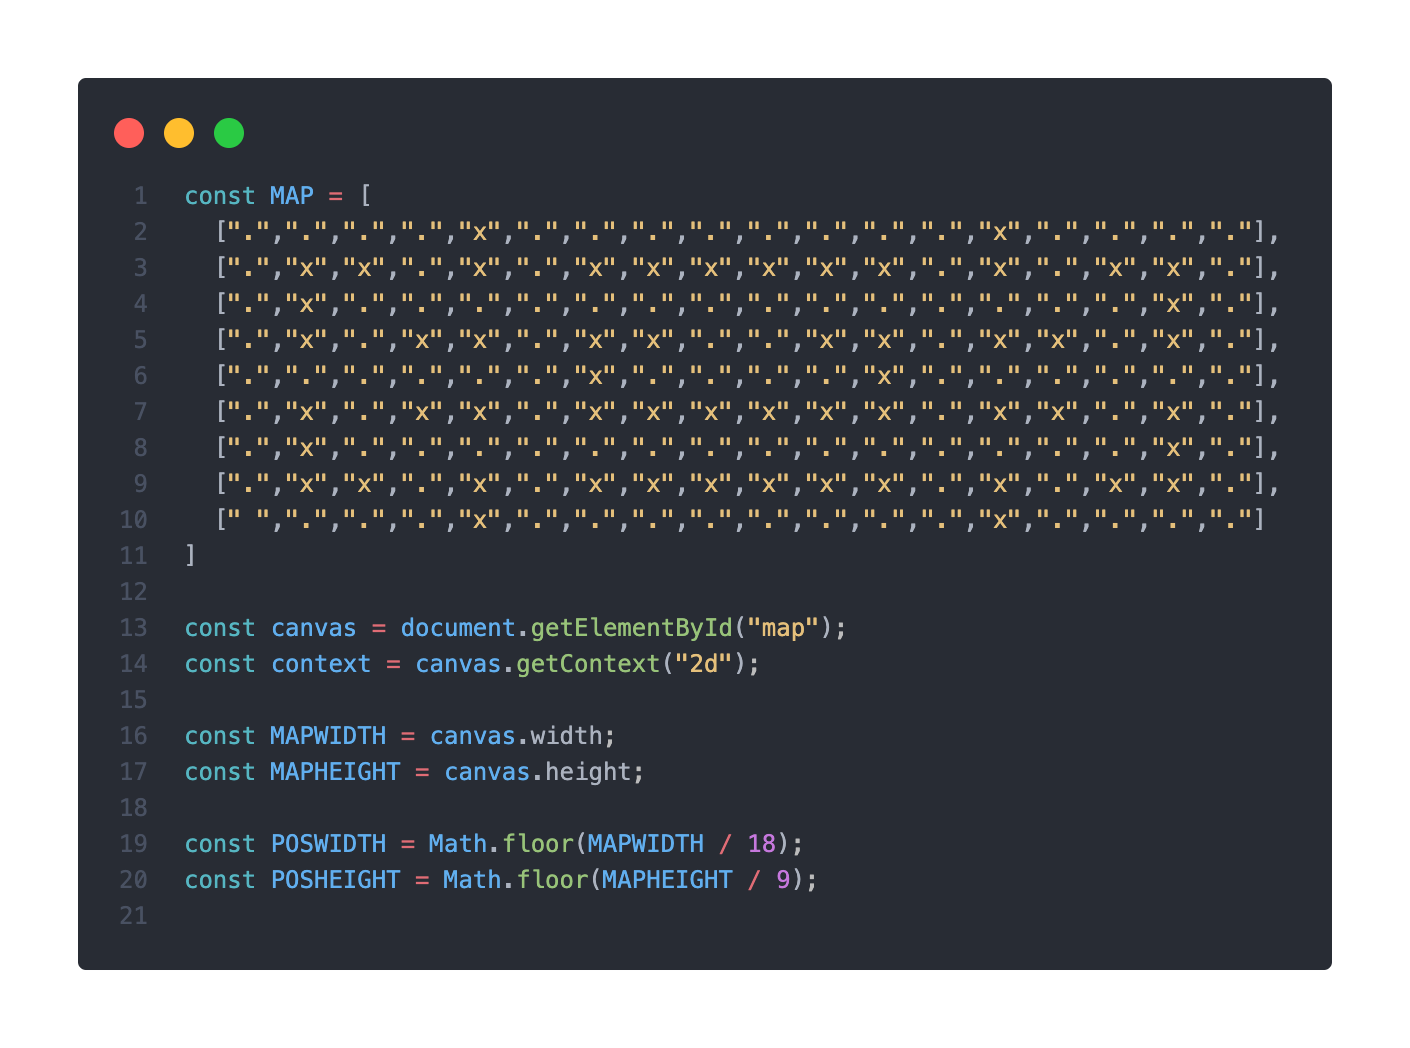 1 const MAP = [
2   [".",".",".",".","x",".",".",".",".",".",".",".",".","x",".",".",".","."],
3   [".","x","x",".","x",".","x","x","x","x","x","x",".","x",".","x","x","."],
4   [".","x",".",".",".",".",".",".",".",".",".",".",".",".",".",".","x","."],
5   [".","x",".","x","x",".","x","x",".",".","x","x",".","x","x",".","x","."],
6   [".",".",".",".",".",".","x",".",".",".",".","x",".",".",".",".",".","."],
7   [".","x",".","x","x",".","x","x","x","x","x","x",".","x","x",".","x","."],
8   [".","x",".",".",".",".",".",".",".",".",".",".",".",".",".",".","x","."],
9   [".","x","x",".","x",".","x","x","x","x","x","x",".","x",".","x","x","."],
10   [" ",".",".",".","x",".",".",".",".",".",".",".",".","x",".",".",".","."]
11 ]
12
13 const canvas = document.getElementById("map");
14 const context = canvas.getContext("2d");
15
16 const MAPWIDTH = canvas.width;
17 const MAPHEIGHT = canvas.height;
18
19 const POSWIDTH = Math.floor(MAPWIDTH / 18);
20 const POSHEIGHT = Math.floor(MAPHEIGHT / 9);
21